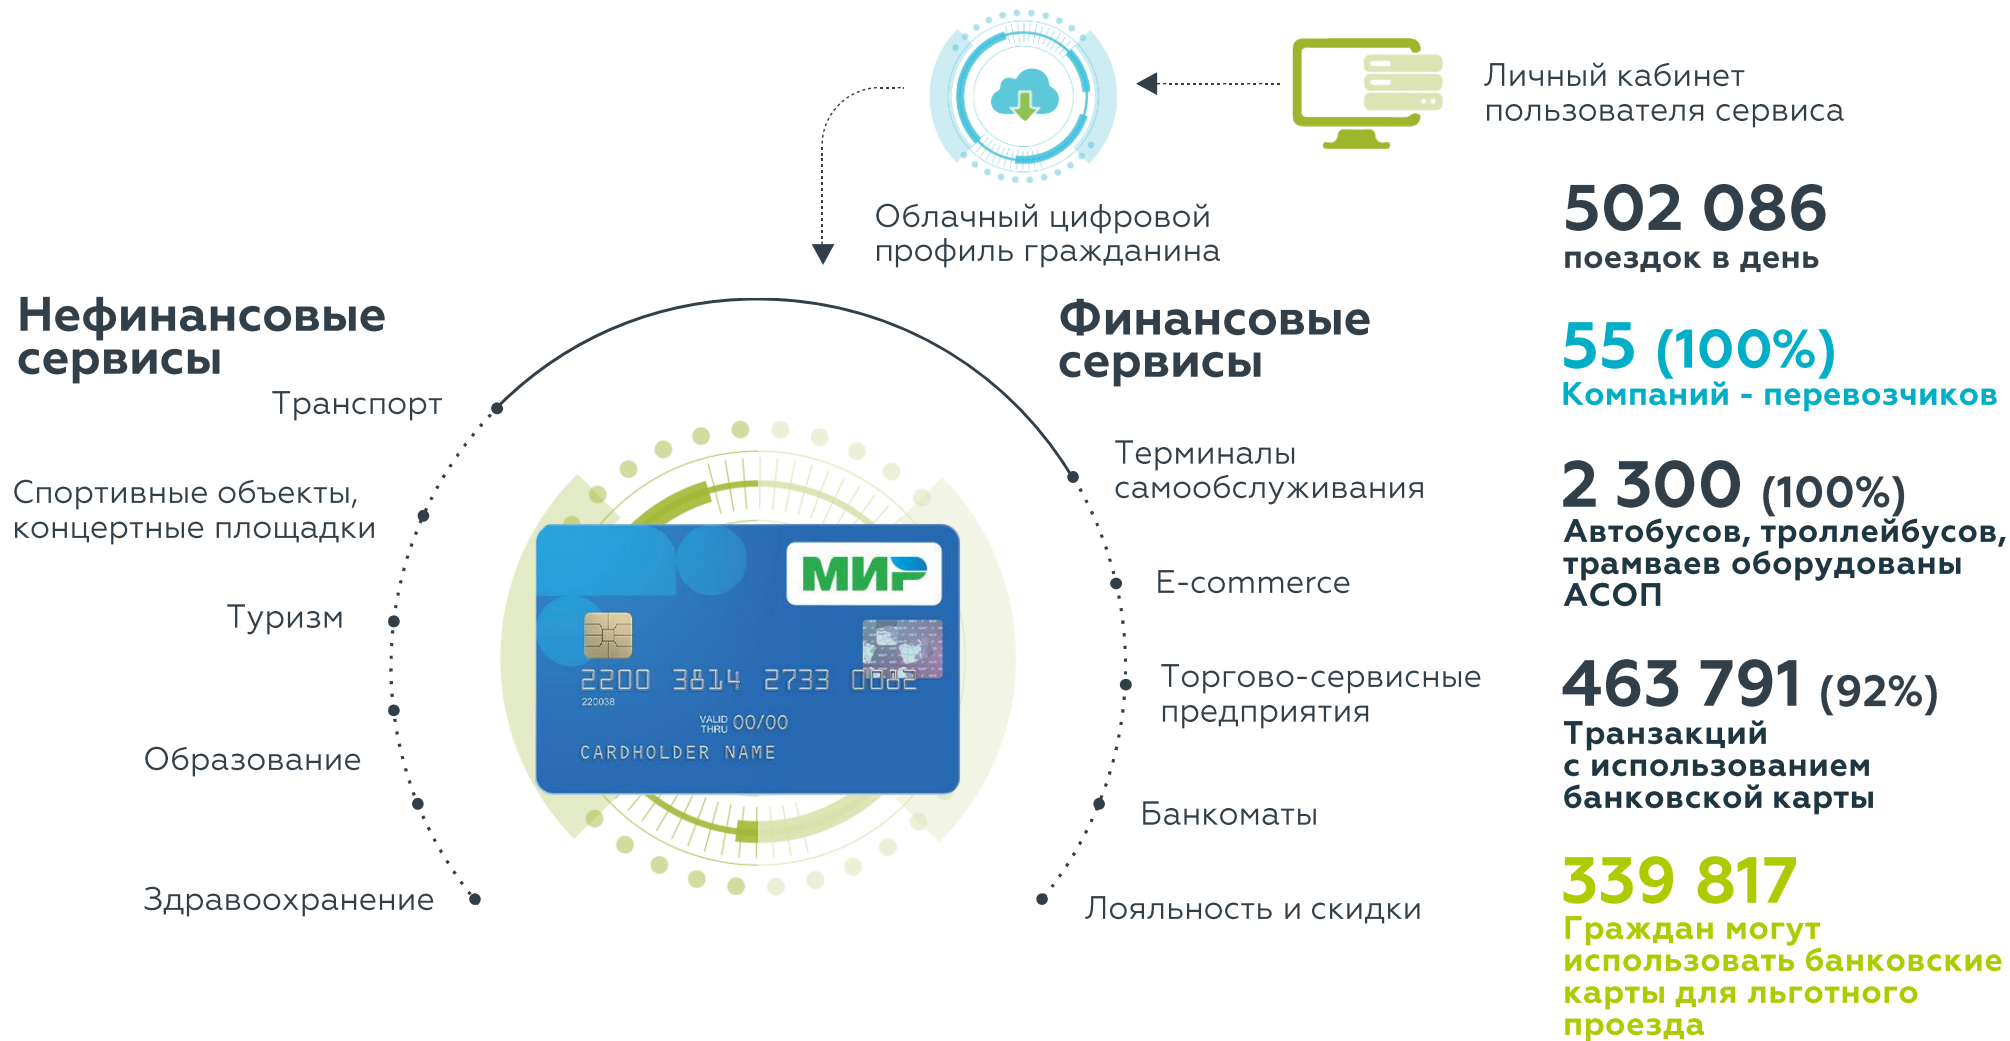 Личный кабинет
пользователя сервиса
Облачный цифровой
профиль гражданина
Нефинансовые
сервисы
Транспорт
Спортивные объекты,
концертные площадки
Туризм
Образование
Здравоохранение
МИР
2200 3814 2733 0082
220038
VALID
THRU 00/00
CARDHOLDER NAME
Финансовые
сервисы
Терминалы
самообслуживания
E-commerce
Торгово-сервисные
предприятия
Банкоматы
Лояльность и скидки
502 086
поездок в день
55 (100%)
Компаний - перевозчиков
2 300 (100%)
Автобусов, троллейбусов,
трамваев оборудованы
АСОП
463 791 (92%)
Транзакций
с использованием
банковской карты
339 817
Граждан могут
использовать банковские
карты для льготного
проезда